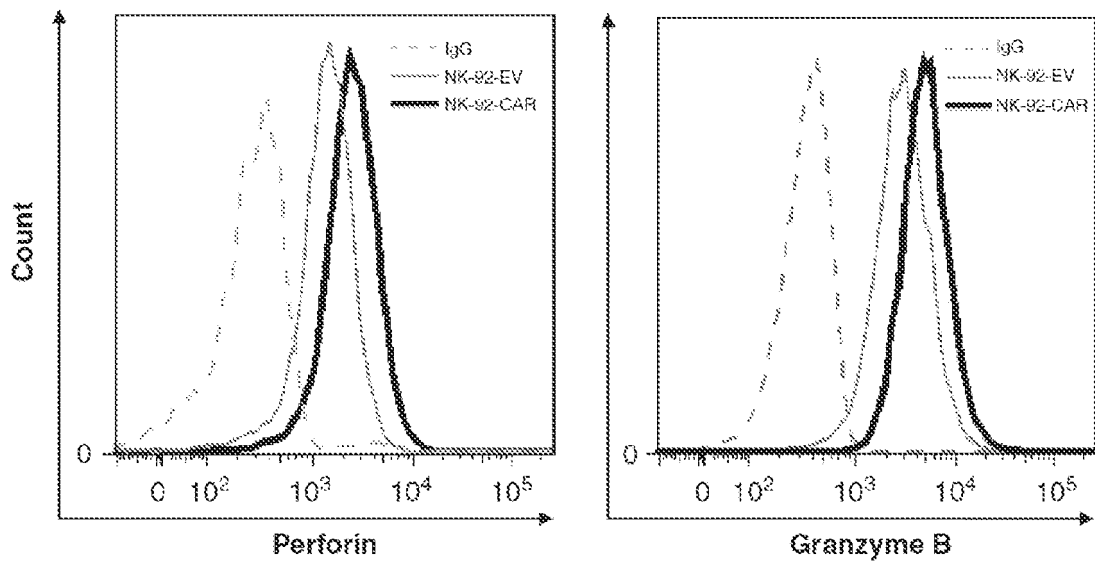 IgG
NK-92-EV
NK-92-CAR
Count
0
0 10² 10³ 10⁴ 10⁵
Perforin
IgG
NK-92-EV
NK-92-CAR
0
0 10² 10³ 10⁴ 10⁵
Granzyme B